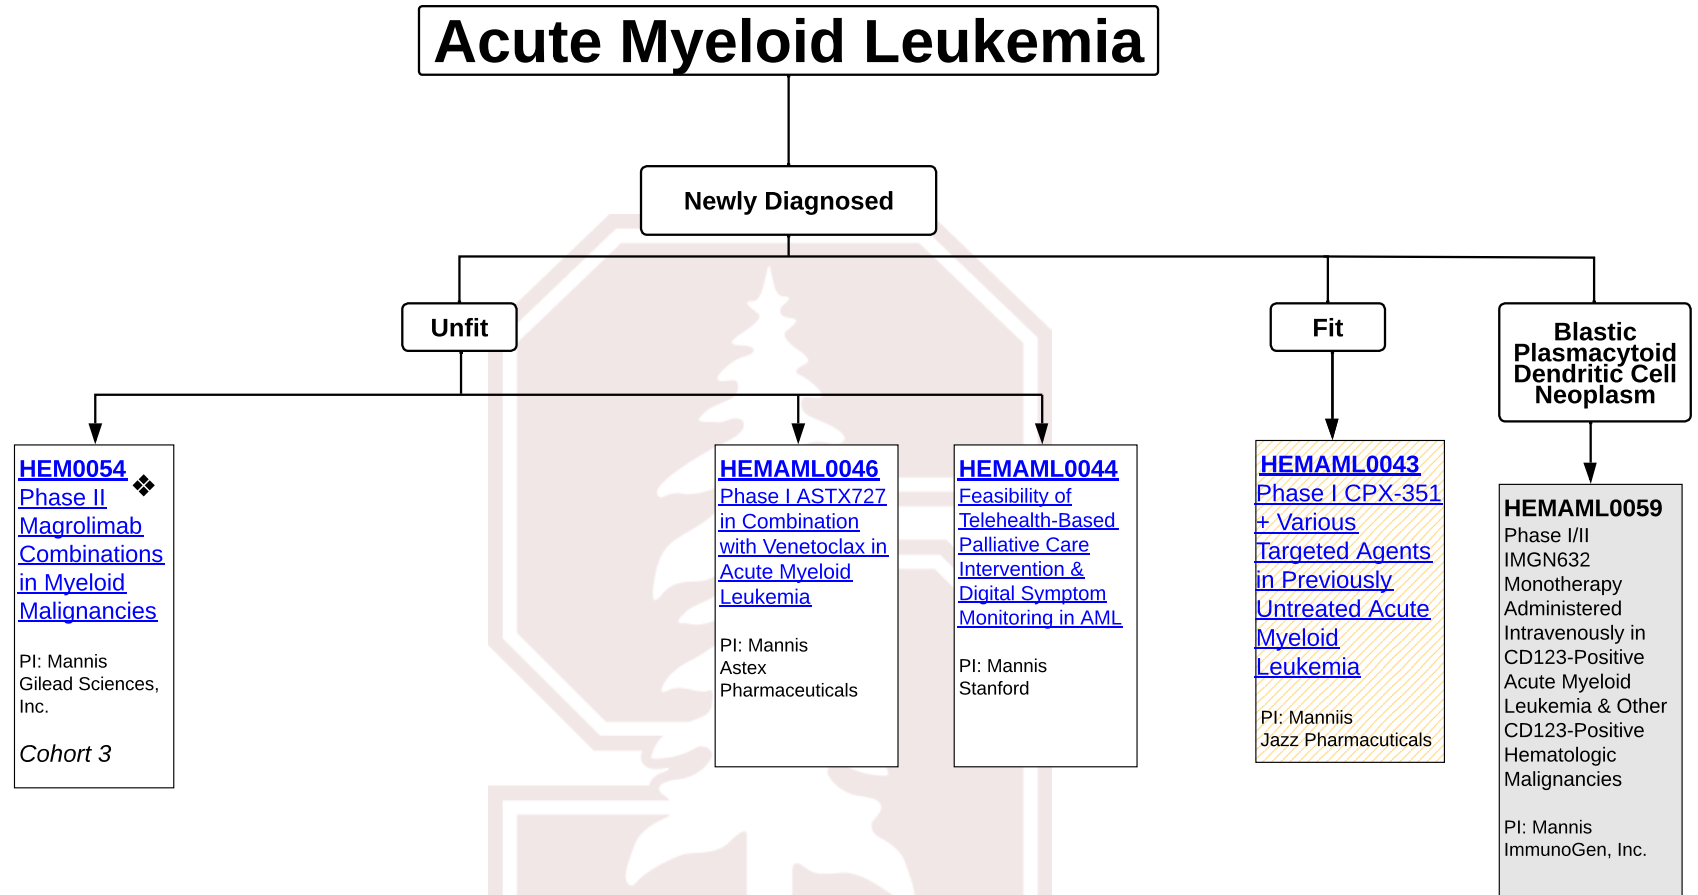 Acute Myeloid Leukemia
Newly Diagnosed
Unfit
Fit
Blastic
Plasmacytoid
Dendritic Cell
Neoplasm
HEM0054
Phase II
Magrolimab
Combinations
in Myeloid
Malignancies
PI: Mannis
Gilead Sciences,
Inc.
Cohort 3
HEMAML0046
Phase I ASTX727
in Combination
with Venetoclax in
Acute Myeloid
Leukemia
PI: Mannis
Astex
Pharmaceuticals
HEMAML0044
Feasibility of
Telehealth-Based
Palliative Care
Intervention &
Digital Symptom
Monitoring in AML
PI: Mannis
Stanford
HEMAML0043
Phase I CPX-351
+ Various
Targeted Agents
in Previously
Untreated Acute
Myeloid
Leukemia
PI: Manniis
Jazz Pharmacuticals
HEMAML0059
Phase I/II
IMGN632
Monotherapy
Administered
Intravenously in
CD123-Positive
Acute Myeloid
Leukemia & Other
CD123-Positive
Hematologic
Malignancies
PI: Mannis
ImmunoGen, Inc.